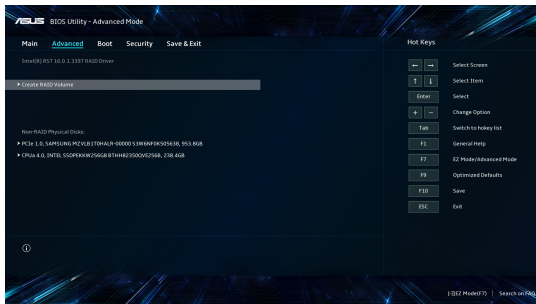 ASUS BIOS Utility - Advanced Mode
Main Advanced Boot Security Save & Exit
Hot Keys
Intel(R) RST 16.0.1.3397 RAID Driver
Create RAID Volume
Non-RAID Physical Disks:
PCIe 1.0, SAMSUNG MZVLB1T0HALR-00000 S3W6NF0K505638, 953.8GB
CPUa 4.0, INTEL SSDPEKKW256GB BTHH82350QVE256B, 238.4GB
← → Select Screen
↑ ↓ Select Item
Enter Select
+ − Change Option
Tab Switch to hokey list
F1 General Help
F7 EZ Mode/Advanced Mode
F9 Optimized Defaults
F10 Save
ESC Exit
EZ Mode(F7) | Search on FAQ